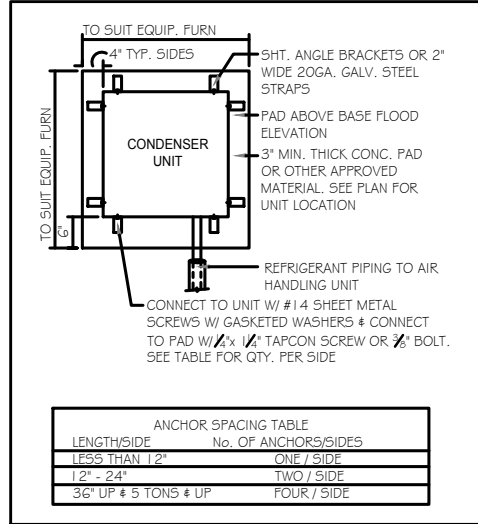 TO SUIT EQUIP. FURN
4" TYP. SIDES
SHT. ANGLE BRACKETS OR 2"
WIDE 20GA. GALV. STEEL
STRAPS
PAD ABOVE BASE FLOOD
ELEVATION
CONDENSER
UNIT
3" MIN. THICK CONC. PAD
OR OTHER APPROVED
MATERIAL. SEE PLAN FOR
UNIT LOCATION
TO SUIT EQUIP. FURN
6"
REFRIGERANT PIPING TO AIR
HANDLING UNIT
CONNECT TO UNIT W/ #14 SHEET METAL
SCREWS W/ GASKETED WASHERS & CONNECT
TO PAD W/ 1/4"x 1 1/4" TAPCON SCREW OR 3/8" BOLT.
SEE TABLE FOR QTY. PER SIDE
ANCHOR SPACING TABLE
LENGTH/SIDE No. OF ANCHORS/SIDES
LESS THAN 12" ONE / SIDE
12" - 24" TWO / SIDE
36" UP & 5 TONS & UP FOUR / SIDE